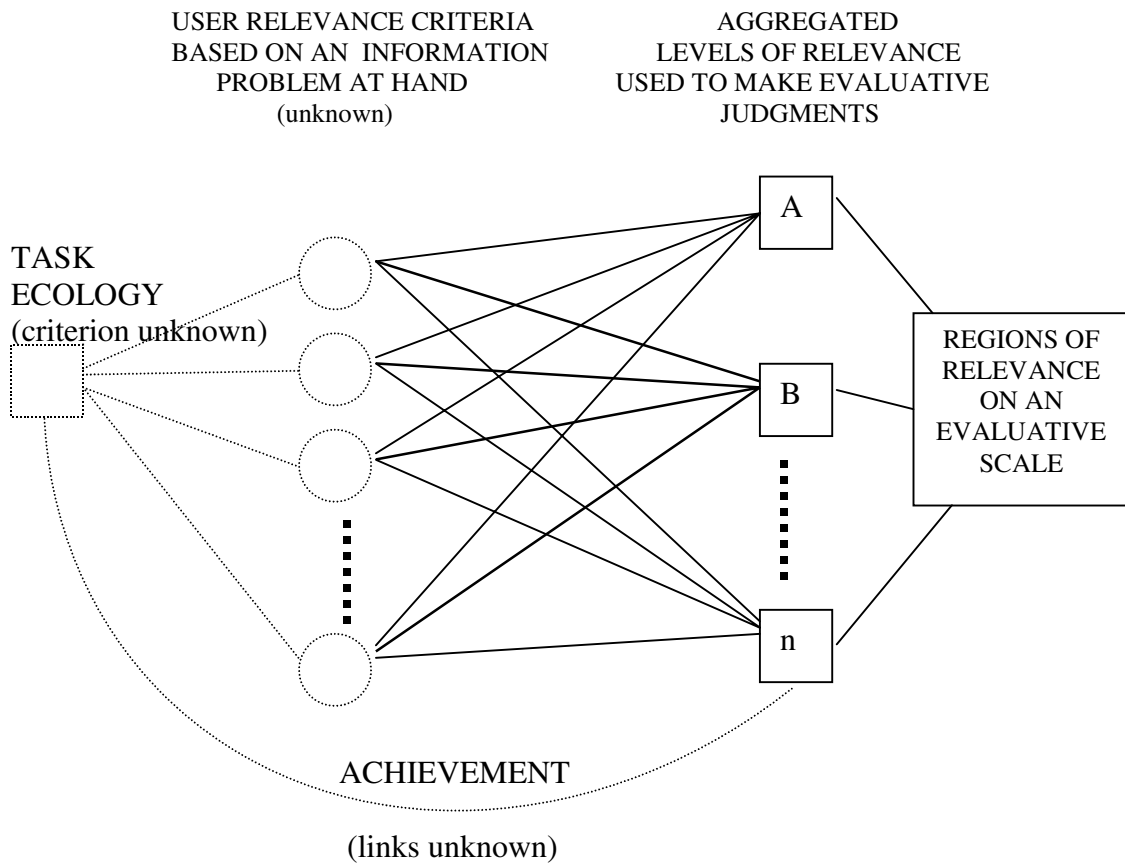 USER RELEVANCE CRITERIA
BASED ON AN INFORMATION
PROBLEM AT HAND
(unknown)
AGGREGATED
LEVELS OF RELEVANCE
USED TO MAKE EVALUATIVE
JUDGMENTS
TASK
ECOLOGY
(criterion unknown)
A
B
n
REGIONS OF
RELEVANCE
ON AN
EVALUATIVE
SCALE
ACHIEVEMENT
(links unknown)